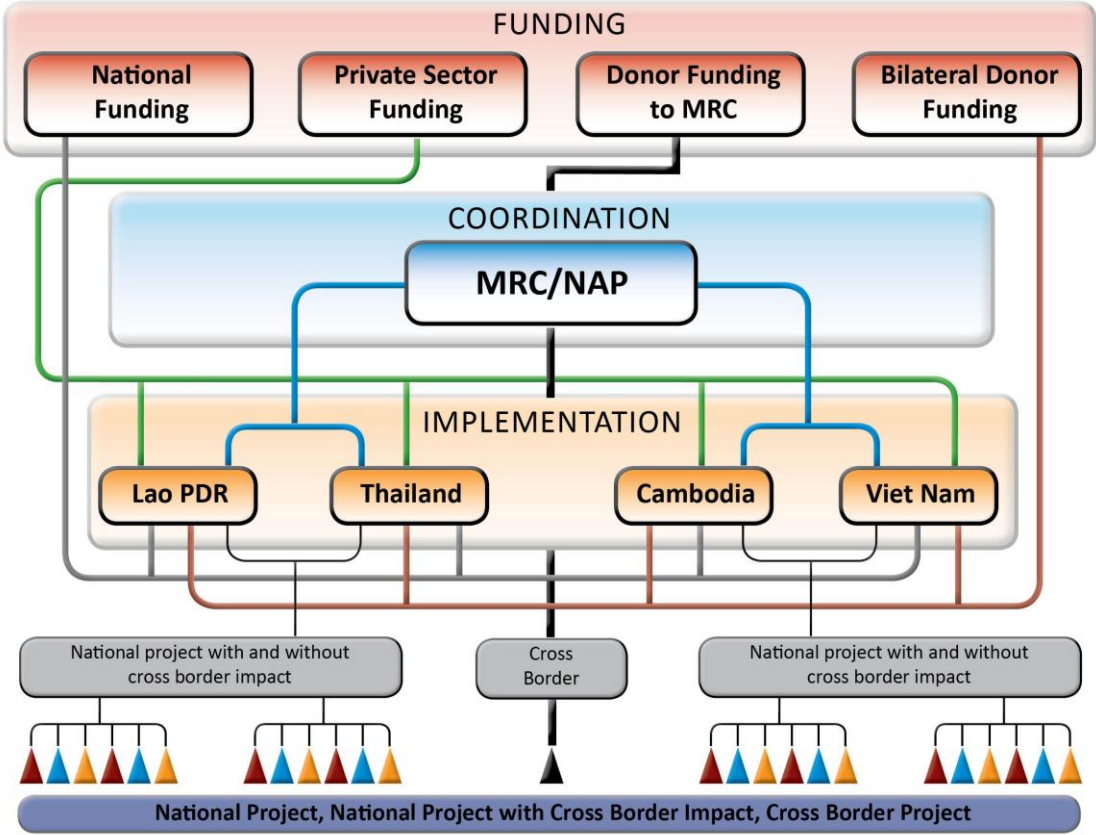 FUNDING
National
Funding
Private Sector
Funding
Donor Funding
to MRC
Bilateral Donor
Funding
COORDINATION
MRC/NAP
IMPLEMENTATION
Lao PDR
Thailand
Cambodia
Viet Nam
National project with and without
cross border impact
Cross
Border
National project with and without
cross border impact
National Project, National Project with Cross Border Impact, Cross Border Project